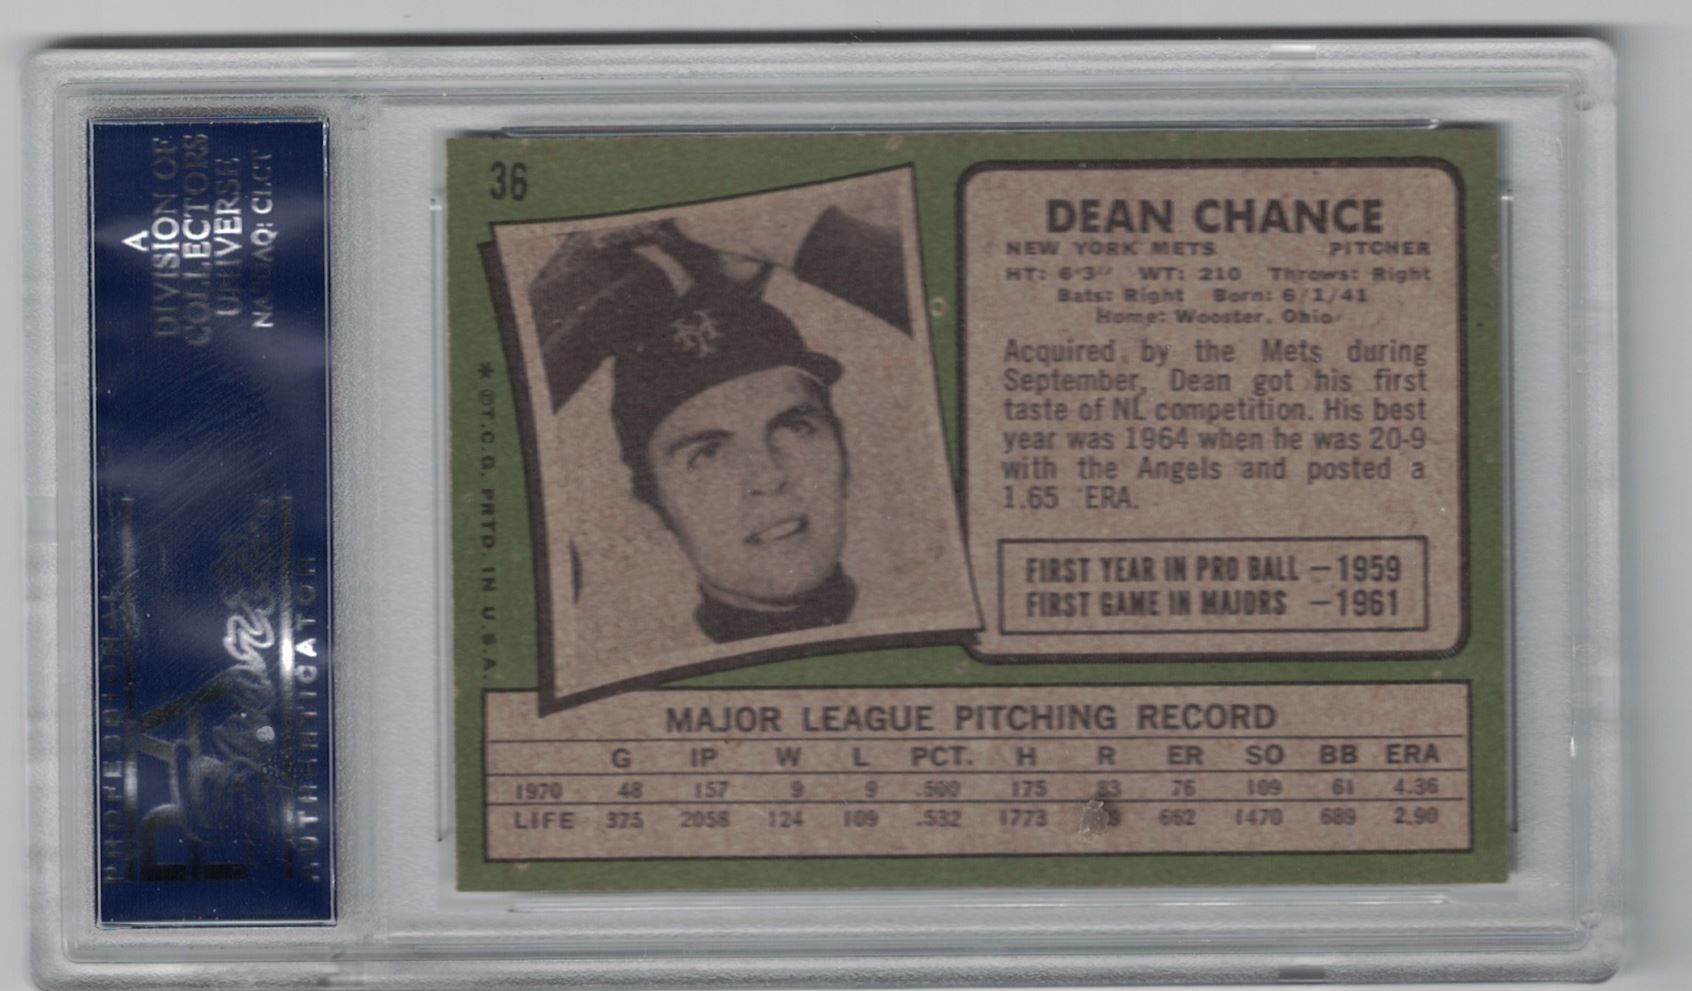 A
DIVISION OF
COLLECTORS
UNIVERSE
NASDAQ: CLCT
PROFESSIONAL
PSA
AUTHENTICATOR
36
* ©T.C.G. PRTD. IN U.S.A.
DEAN CHANCE
NEW YORK METS PITCHER
HT: 6'3" WT: 210 Throws: Right
Bats: Right Born: 6/1/41
Home: Wooster, Ohio
Acquired by the Mets during
September, Dean got his first
taste of NL competition. His best
year was 1964 when he was 20-9
with the Angels and posted a
1.65 ERA.
FIRST YEAR IN PRO BALL —1959
FIRST GAME IN MAJORS —1961
MAJOR LEAGUE PITCHING RECORD
G IP W L PCT. H R ER SO BB ERA
1970 48 157 9 9 .500 175 83 76 109 61 4.36
LIFE 375 2058 124 109 .532 1773 662 1470 689 2.90